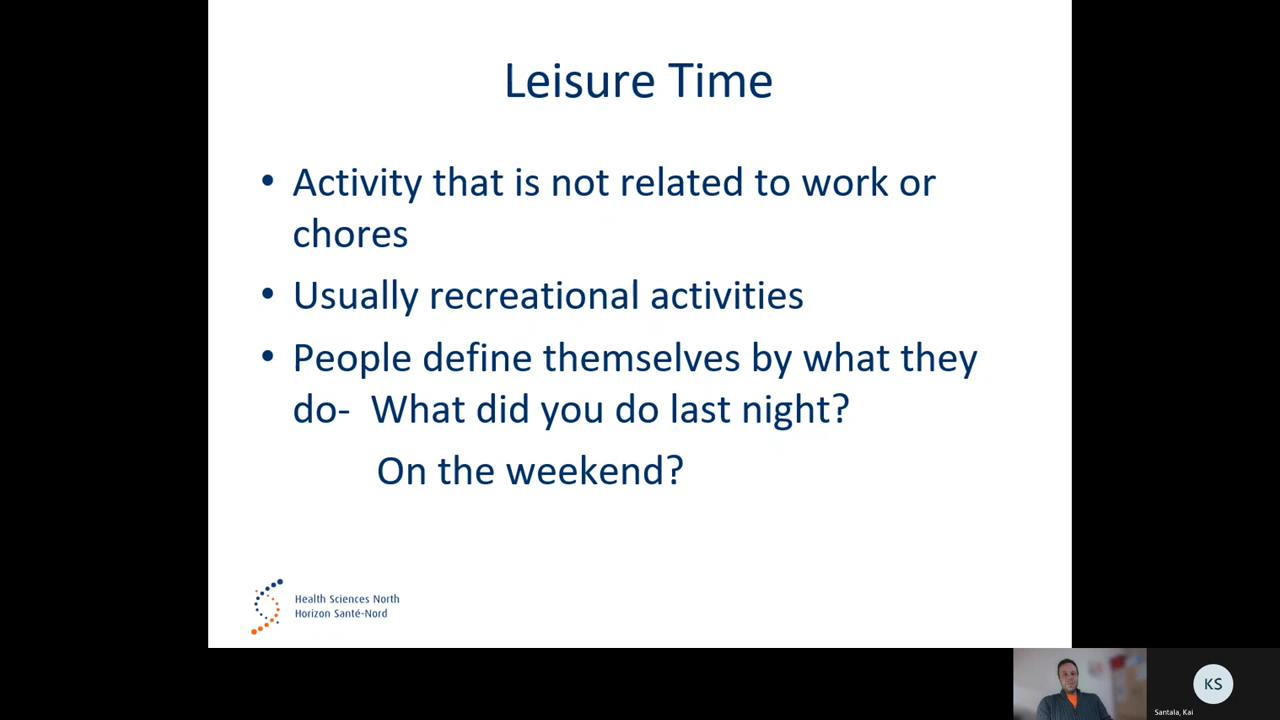 Leisure Time
• Activity that is not related to work or
chores
• Usually recreational activities
• People define themselves by what they
do- What did you do last night?
On the weekend?
Health Sciences North
Horizon Santé-Nord
KS
Santala, Kai